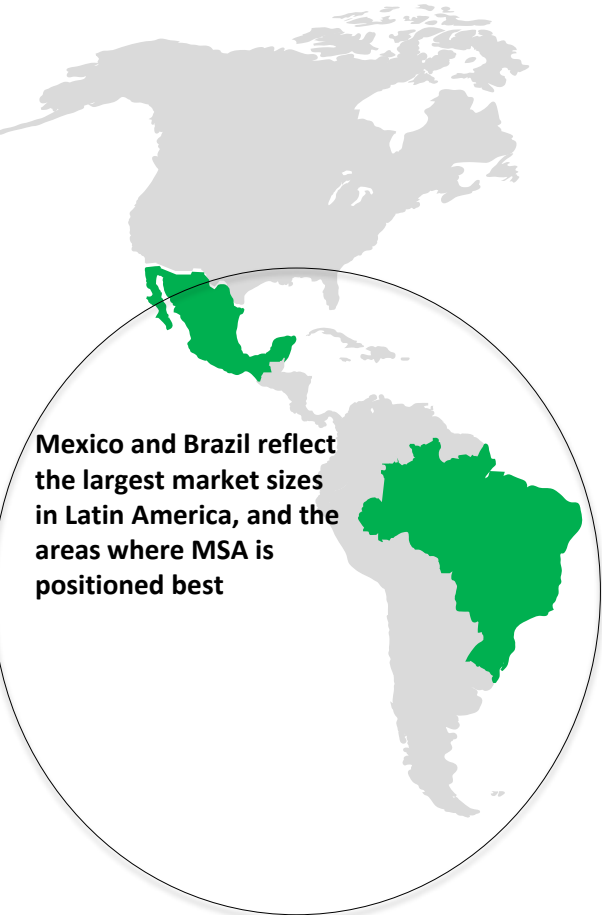 Mexico and Brazil reflect
the largest market sizes
in Latin America, and the
areas where MSA is
positioned best